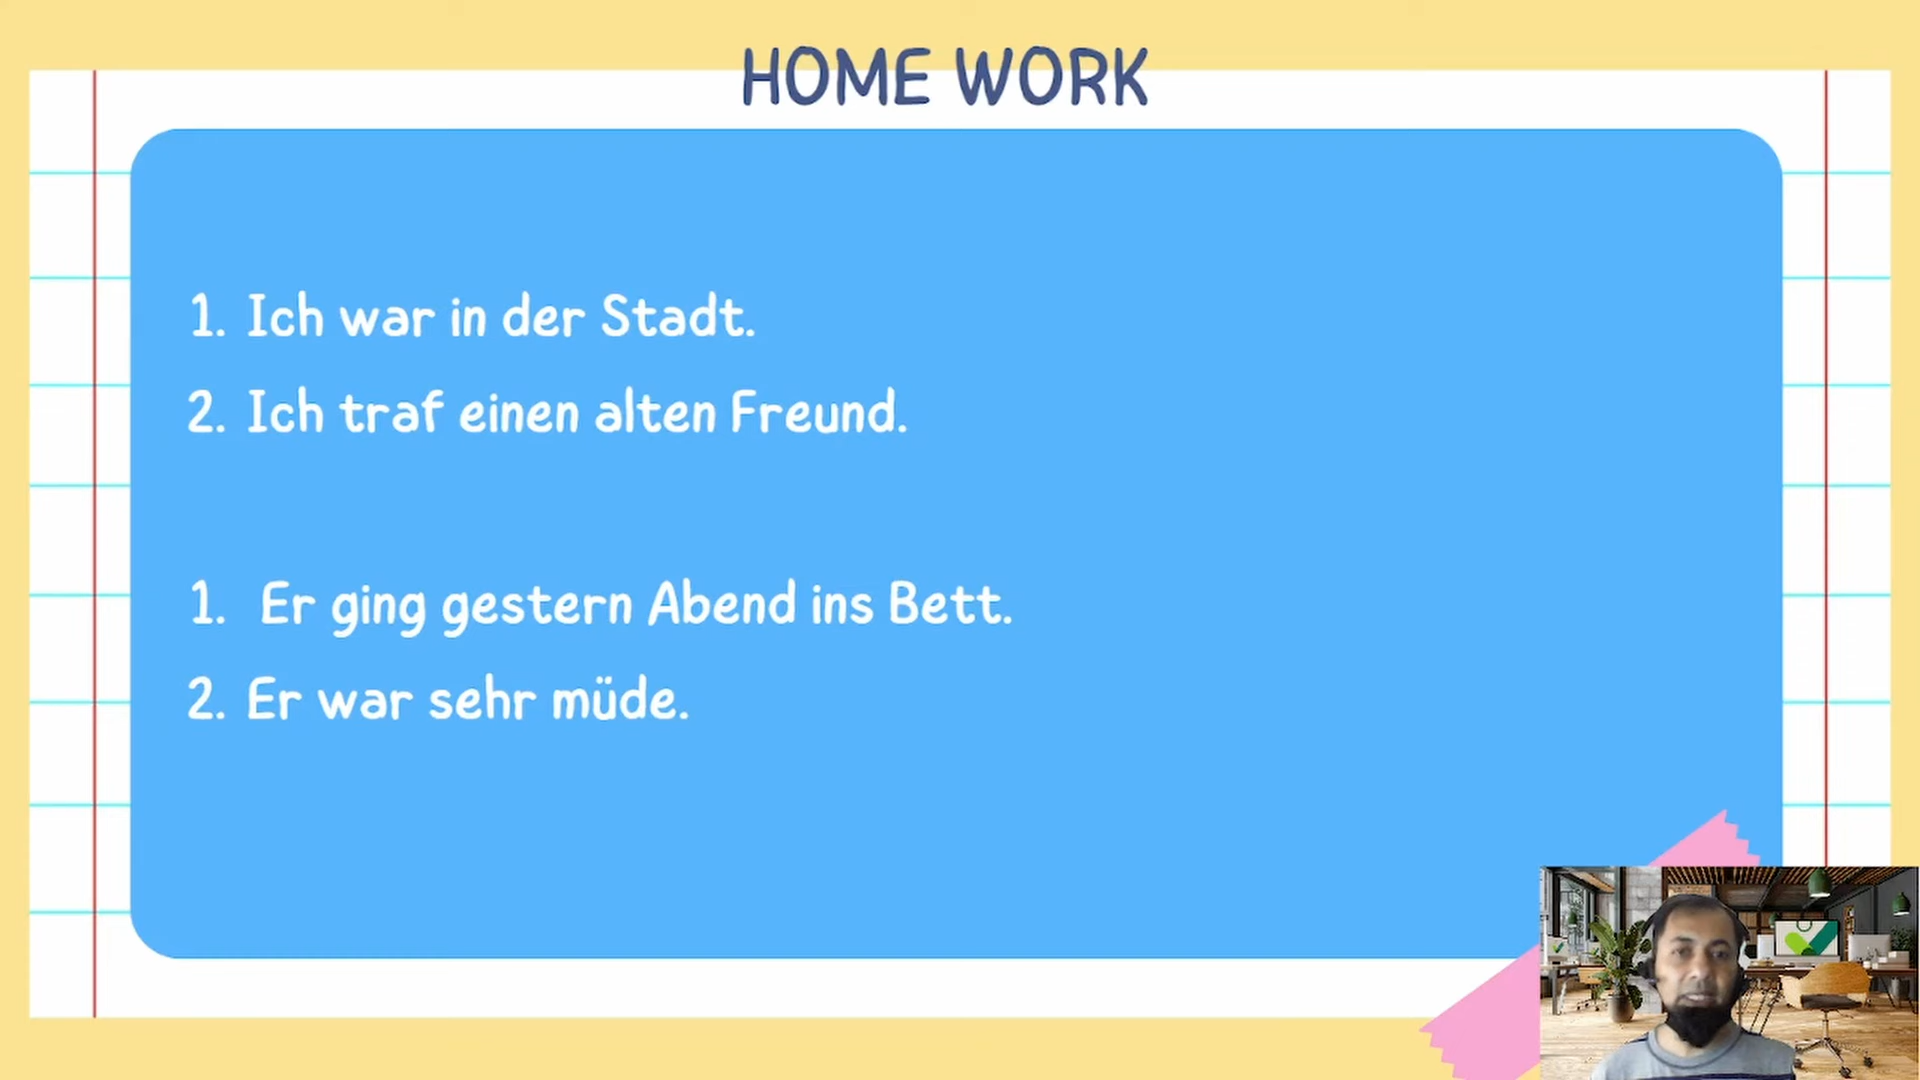 HOME WORK
1. Ich war in der Stadt.
2. Ich traf einen alten Freund.
1. Er ging gestern Abend ins Bett.
2. Er war sehr müde.